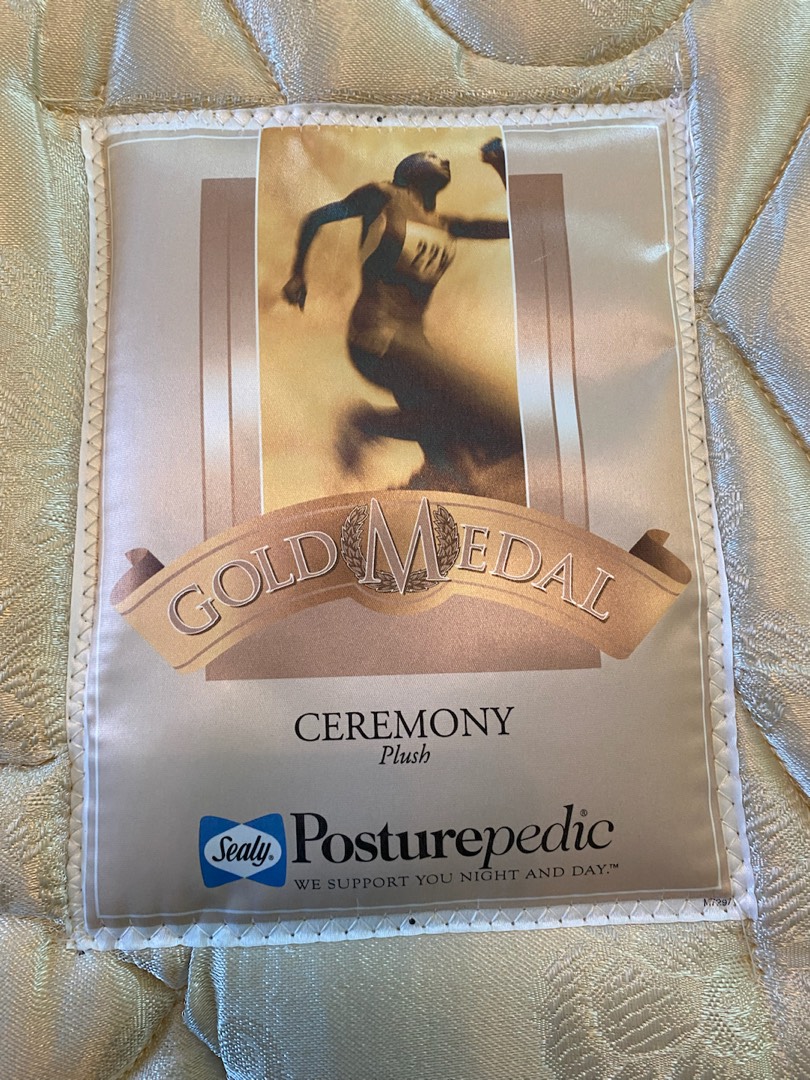 GOLD MEDAL
CEREMONY
Plush
Sealy® Posturepedic®
WE SUPPORT YOU NIGHT AND DAY.™